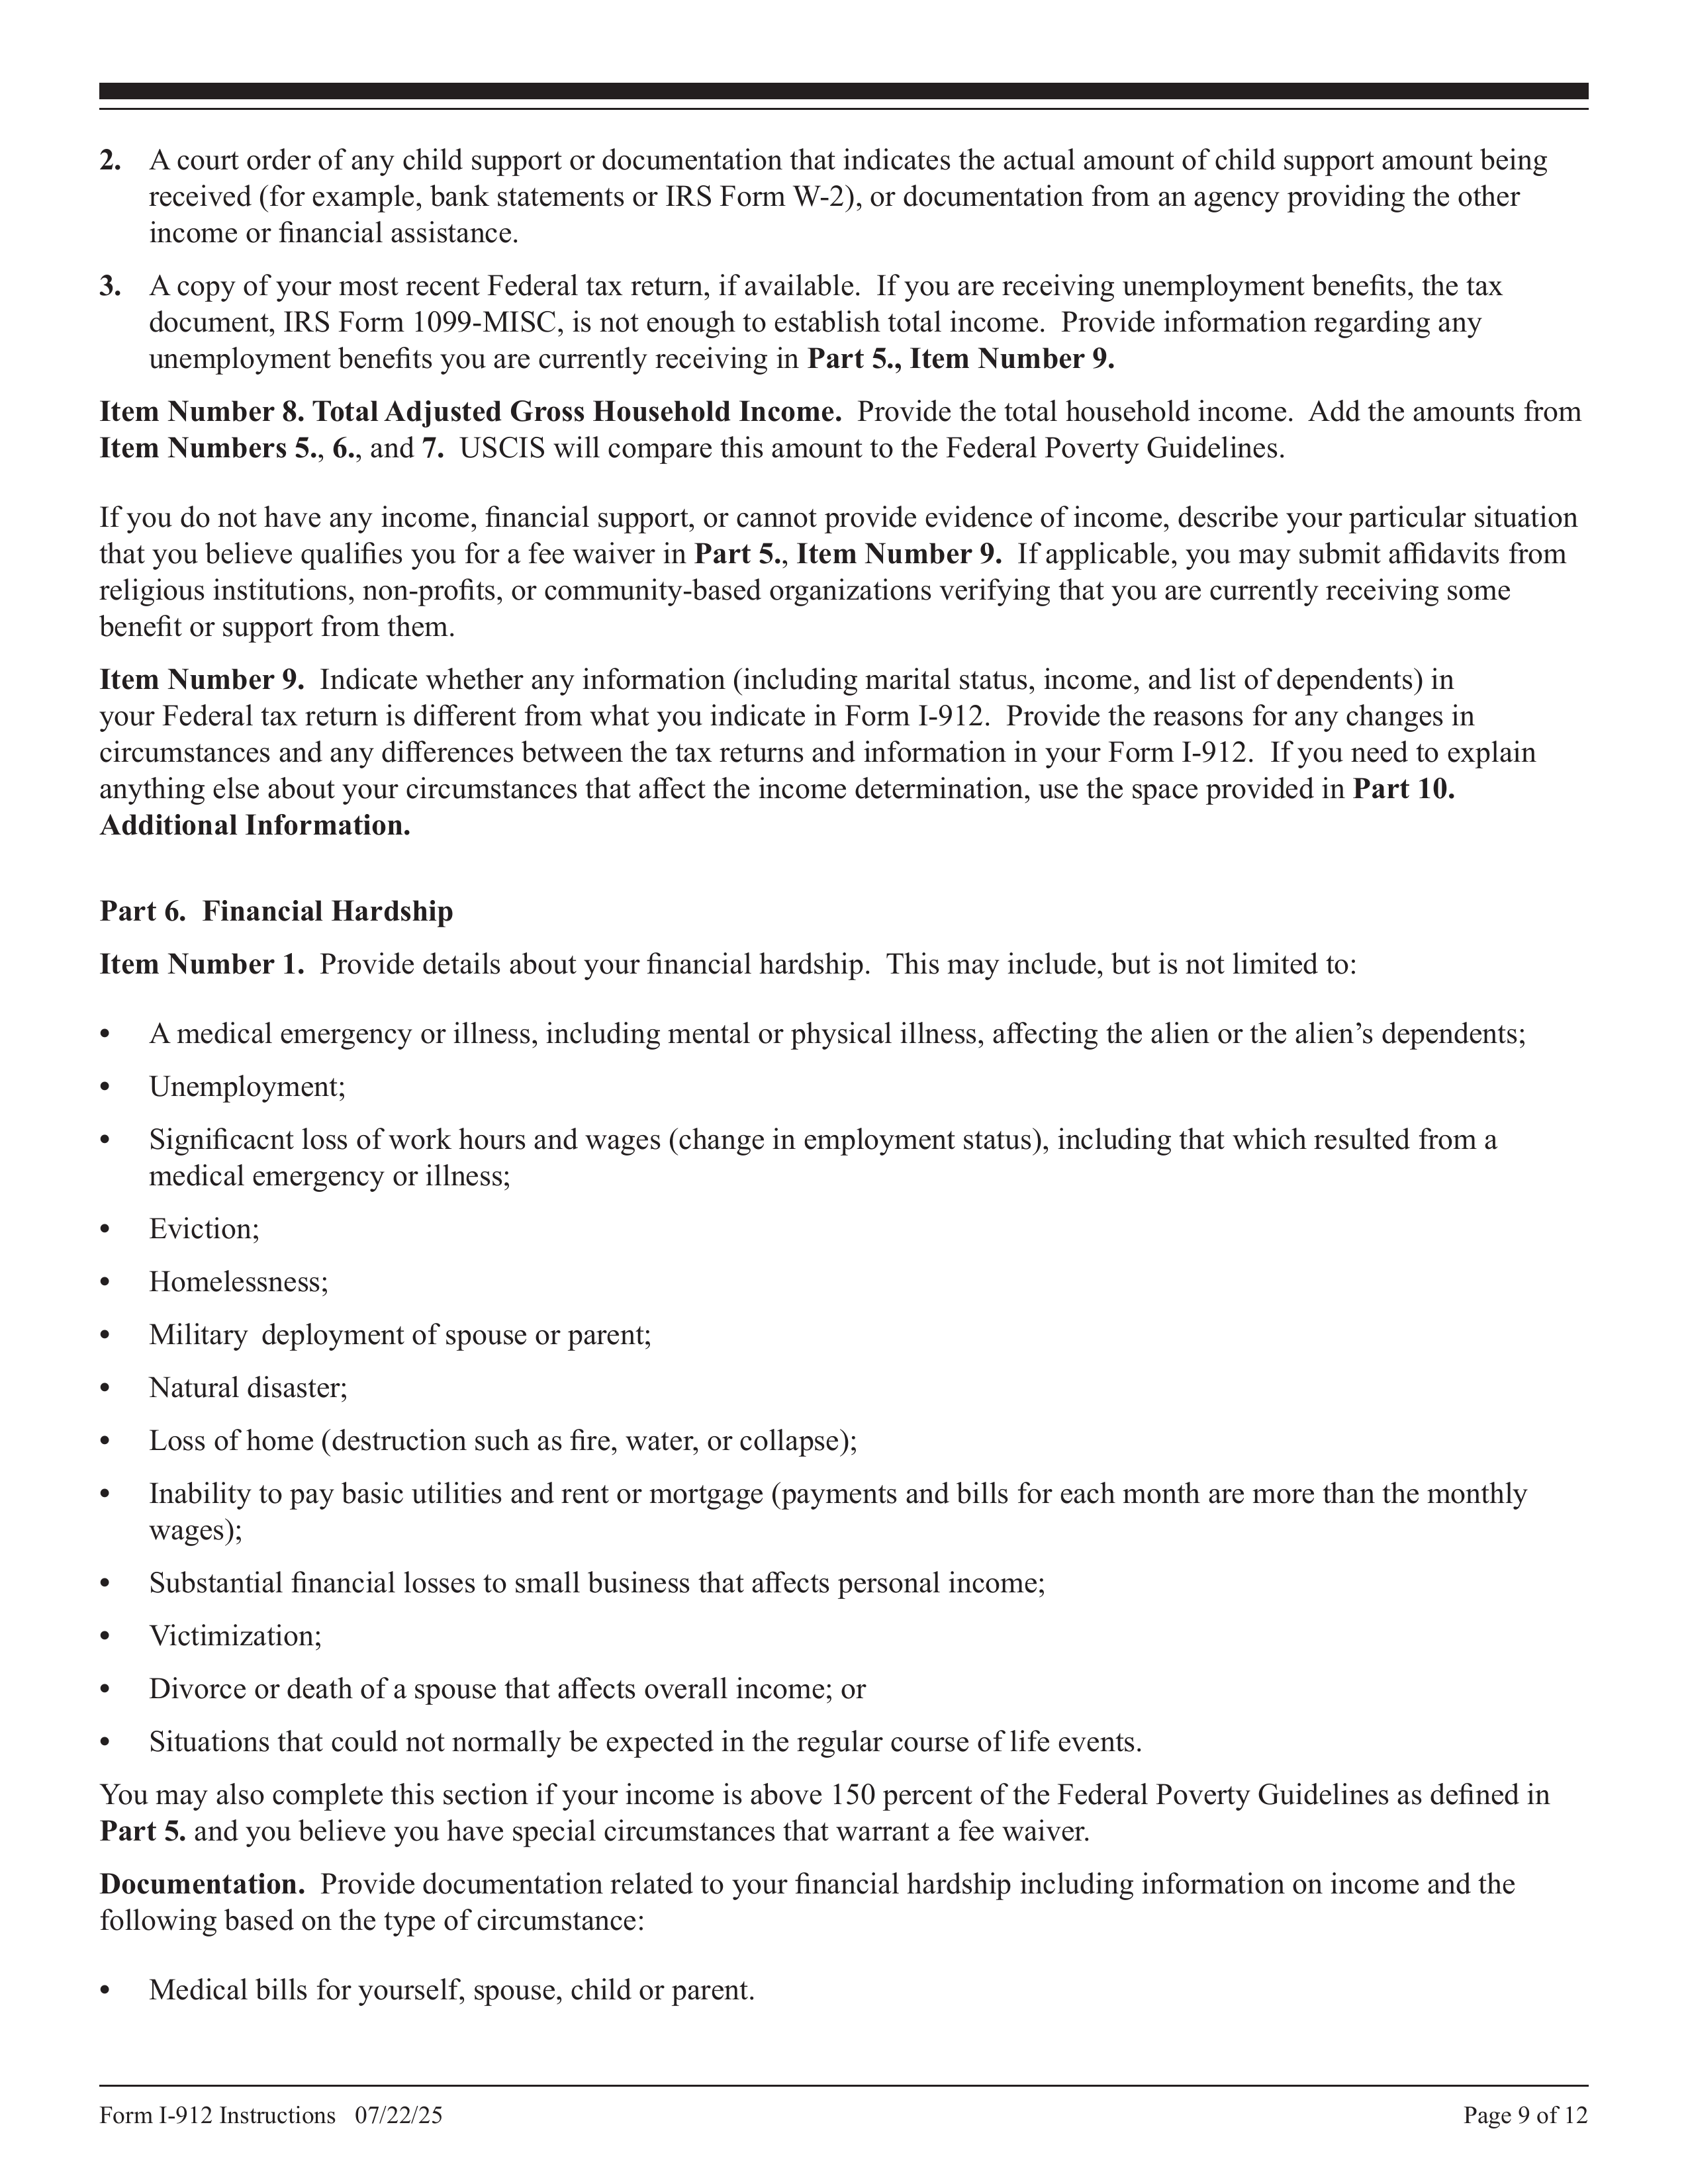 2. A court order of any child support or documentation that indicates the actual amount of child support amount being
received (for example, bank statements or IRS Form W-2), or documentation from an agency providing the other
income or financial assistance.
3. A copy of your most recent Federal tax return, if available. If you are receiving unemployment benefits, the tax
document, IRS Form 1099-MISC, is not enough to establish total income. Provide information regarding any
unemployment benefits you are currently receiving in Part 5., Item Number 9.
Item Number 8. Total Adjusted Gross Household Income. Provide the total household income. Add the amounts from
Item Numbers 5., 6., and 7. USCIS will compare this amount to the Federal Poverty Guidelines.
If you do not have any income, financial support, or cannot provide evidence of income, describe your particular situation
that you believe qualifies you for a fee waiver in Part 5., Item Number 9. If applicable, you may submit affidavits from
religious institutions, non-profits, or community-based organizations verifying that you are currently receiving some
benefit or support from them.
Item Number 9. Indicate whether any information (including marital status, income, and list of dependents) in
your Federal tax return is different from what you indicate in Form I-912. Provide the reasons for any changes in
circumstances and any differences between the tax returns and information in your Form I-912. If you need to explain
anything else about your circumstances that affect the income determination, use the space provided in Part 10.
Additional Information.
Part 6. Financial Hardship
Item Number 1. Provide details about your financial hardship. This may include, but is not limited to:
• A medical emergency or illness, including mental or physical illness, affecting the alien or the alien’s dependents;
• Unemployment;
• Significacnt loss of work hours and wages (change in employment status), including that which resulted from a
medical emergency or illness;
• Eviction;
• Homelessness;
• Military deployment of spouse or parent;
• Natural disaster;
• Loss of home (destruction such as fire, water, or collapse);
• Inability to pay basic utilities and rent or mortgage (payments and bills for each month are more than the monthly
wages);
• Substantial financial losses to small business that affects personal income;
• Victimization;
• Divorce or death of a spouse that affects overall income; or
• Situations that could not normally be expected in the regular course of life events.
You may also complete this section if your income is above 150 percent of the Federal Poverty Guidelines as defined in
Part 5. and you believe you have special circumstances that warrant a fee waiver.
Documentation. Provide documentation related to your financial hardship including information on income and the
following based on the type of circumstance:
• Medical bills for yourself, spouse, child or parent.
Form I-912 Instructions 07/22/25
Page 9 of 12